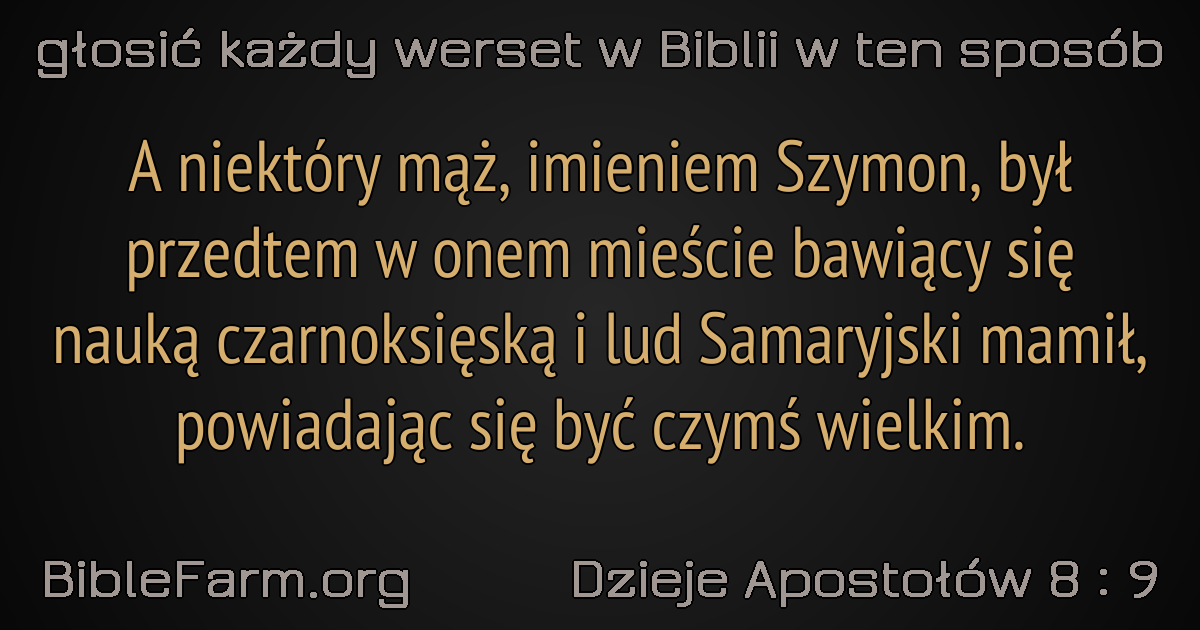 głosić każdy werset w Biblii w ten sposób
A niektóry mąż, imieniem Szymon, był
przedtem w onem mieście bawiący się
nauką czarnoksięską i lud Samaryjski mamił,
powiadając się być czymś wielkim.
BibleFarm.org
Dzieje Apostołów 8 : 9